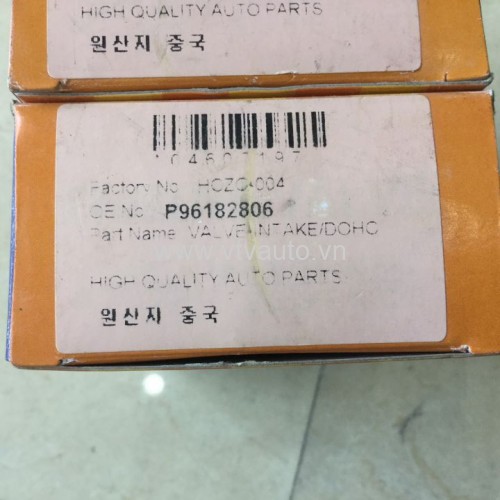 HIGH QUALITY AUTO PARTS
원산지 중국
Factory No. HCZG-004
OE No. P96182806
Part Name VALVE-INTAKE/DOHC
www.vtvauto.vn
HIGH QUALITY AUTO PARTS
원산지 중국